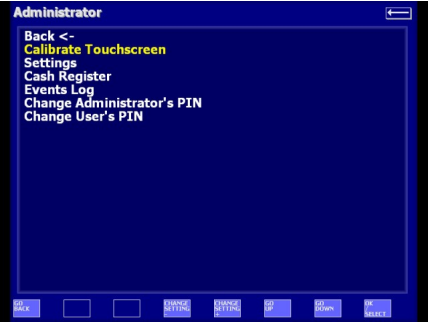 Administrator
Back <-
Calibrate Touchscreen
Settings
Cash Register
Events Log
Change Administrator's PIN
Change User's PIN
GO
BACK
CHANGE
SETTING
-
CHANGE
SETTING
+
GO
UP
GO
DOWN
OK
/
SELECT